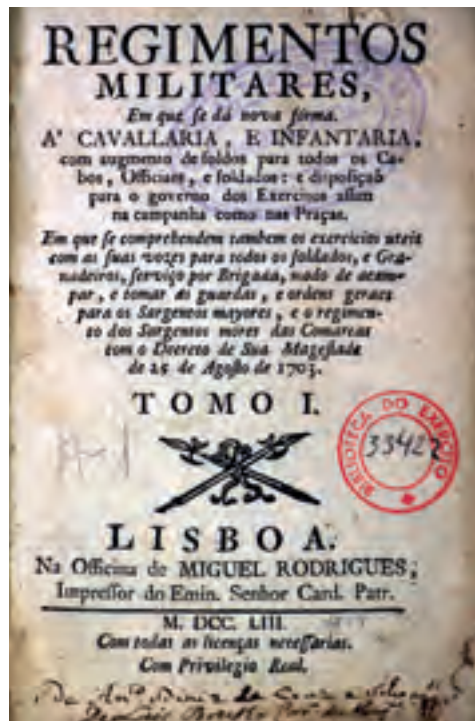 REGIMENTOS
MILITARES,
Em que se dá nova fórma.
A' CAVALLARIA, E INFANTARIA,
com augmento de soldos para todos os Ca-
bos, Officiaes, e soldados: e disposiçaõ
para o governo dos Exercitos assim
na campanha como nas Praças.
Em que se comprehendem tambem os exercicios uteis
com as suas vozes para todos os soldados, e Gra-
nadeiros, serviço por Brigada, modo de acam-
par, e tomar as guardas, e ordens geraes
para os Sargentos mayores, e o regimen-
to dos Sargentos mores das Comarcas
com o Decreto de Sua Magestade
de 25 de Agosto de 1703.
TOMO I.
BIBLIOTECA DO EXÉRCITO
33422
LISBOA.
Na Officina de MIGUEL RODRIGUES,
Impressor do Emin. Senhor Card. Patr.
M. DCC. LIII.
Com todas as licenças necessarias.
Com Privilegio Real.